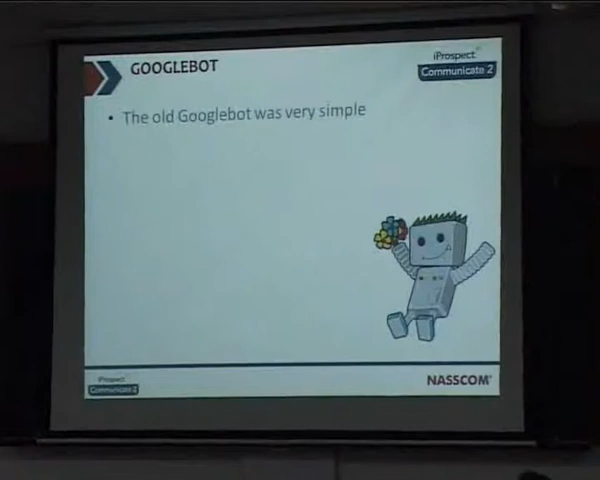 GOOGLEBOT
iProspect
Communicate 2
• The old Googlebot was very simple
iProspect
Communicate 2
NASSCOM®